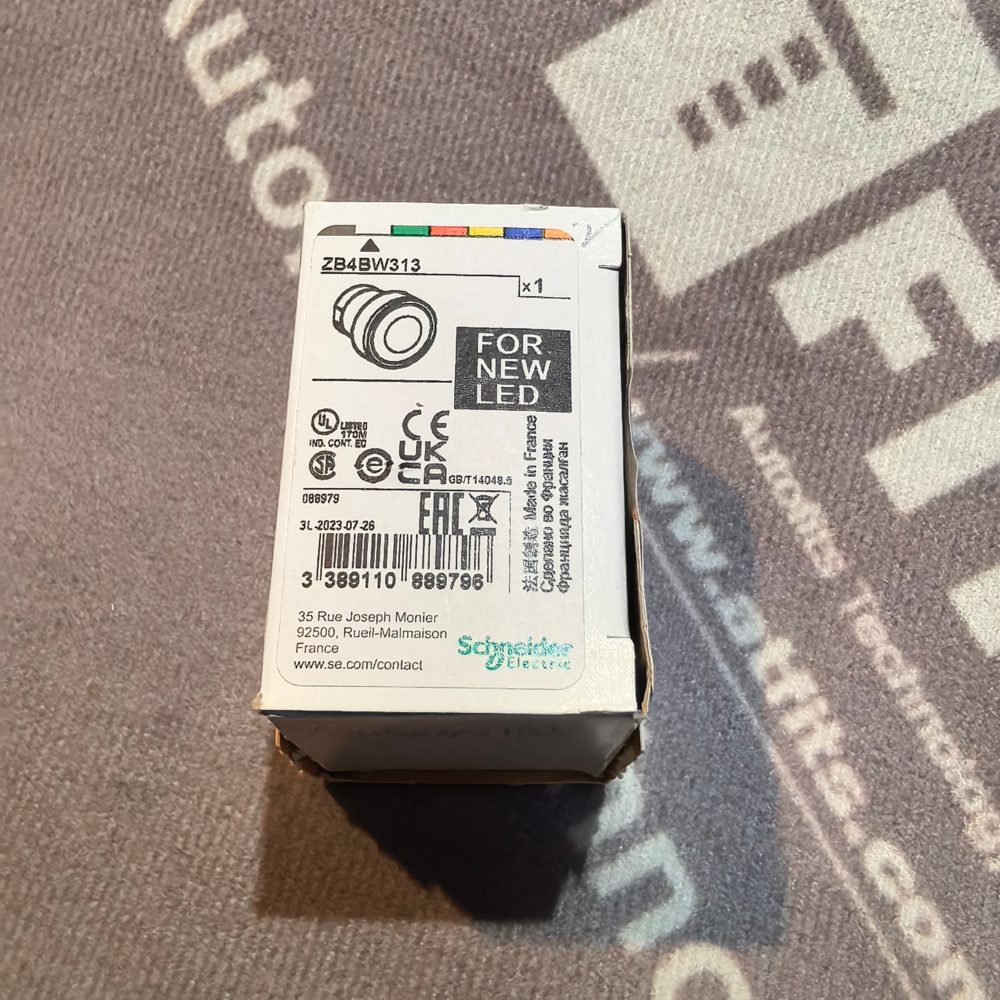 ZB4BW313
x1
FOR
NEW
LED
UL
LISTED
170M
IND. CONT. EQ
CE
UK
CA
GB/T14048.5
088979
EAC
3L-2023-07-26
3 389110 889796
法国制造 Made in France
Сделано во Франции
Францияда жасалған
35 Rue Joseph Monier
92500, Rueil-Malmaison
France
www.se.com/contact
Schneider
Electric